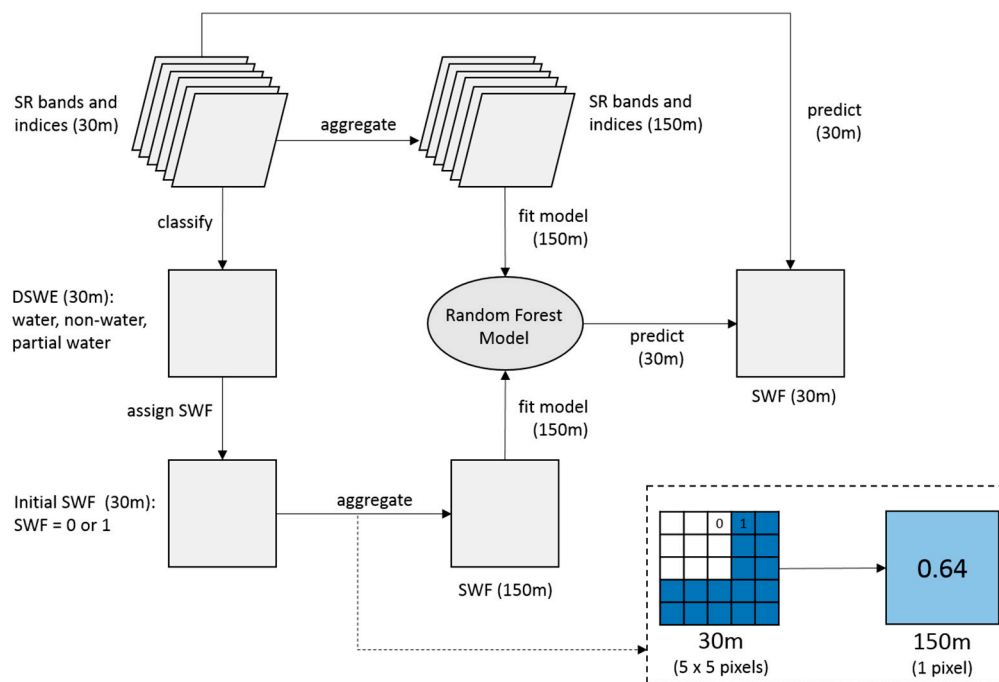 SR bands and
indices (30m)
aggregate
SR bands and
indices (150m)
predict
(30m)
classify
fit model
(150m)
DSWE (30m):
water, non-water,
partial water
Random Forest
Model
predict
(30m)
SWF (30m)
assign SWF
fit model
(150m)
Initial SWF (30m):
SWF = 0 or 1
aggregate
SWF (150m)
0 1
0.64
30m
(5 x 5 pixels)
150m
(1 pixel)